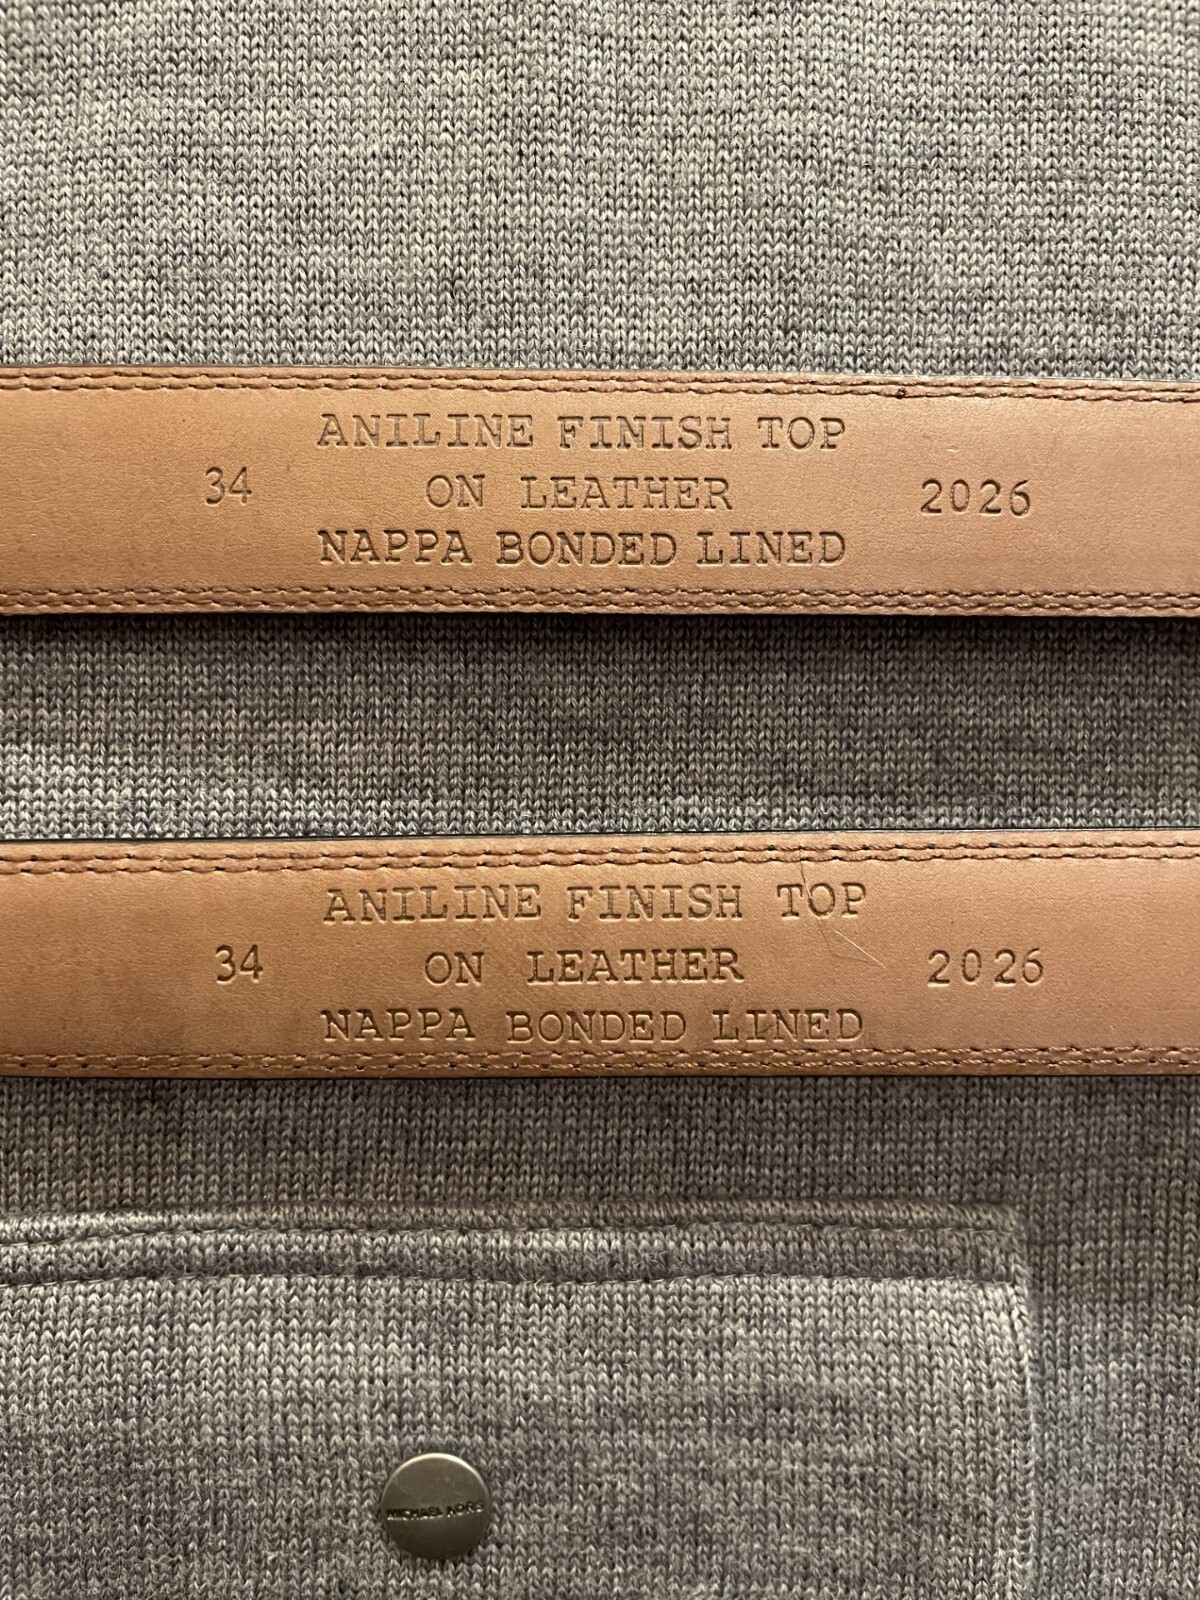 ANILINE FINISH TOP
34 ON LEATHER 2026
NAPPA BONDED LINED
ANILINE FINISH TOP
34 ON LEATHER 2026
NAPPA BONDED LINED
MICHAEL KORS